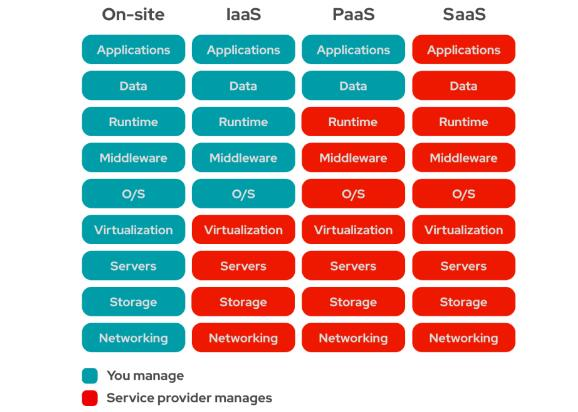 On-site IaaS PaaS SaaS
Applications Applications Applications Applications
Data Data Data Data
Runtime Runtime Runtime Runtime
Middleware Middleware Middleware Middleware
O/S O/S O/S O/S
Virtualization Virtualization Virtualization Virtualization
Servers Servers Servers Servers
Storage Storage Storage Storage
Networking Networking Networking Networking
You manage
Service provider manages